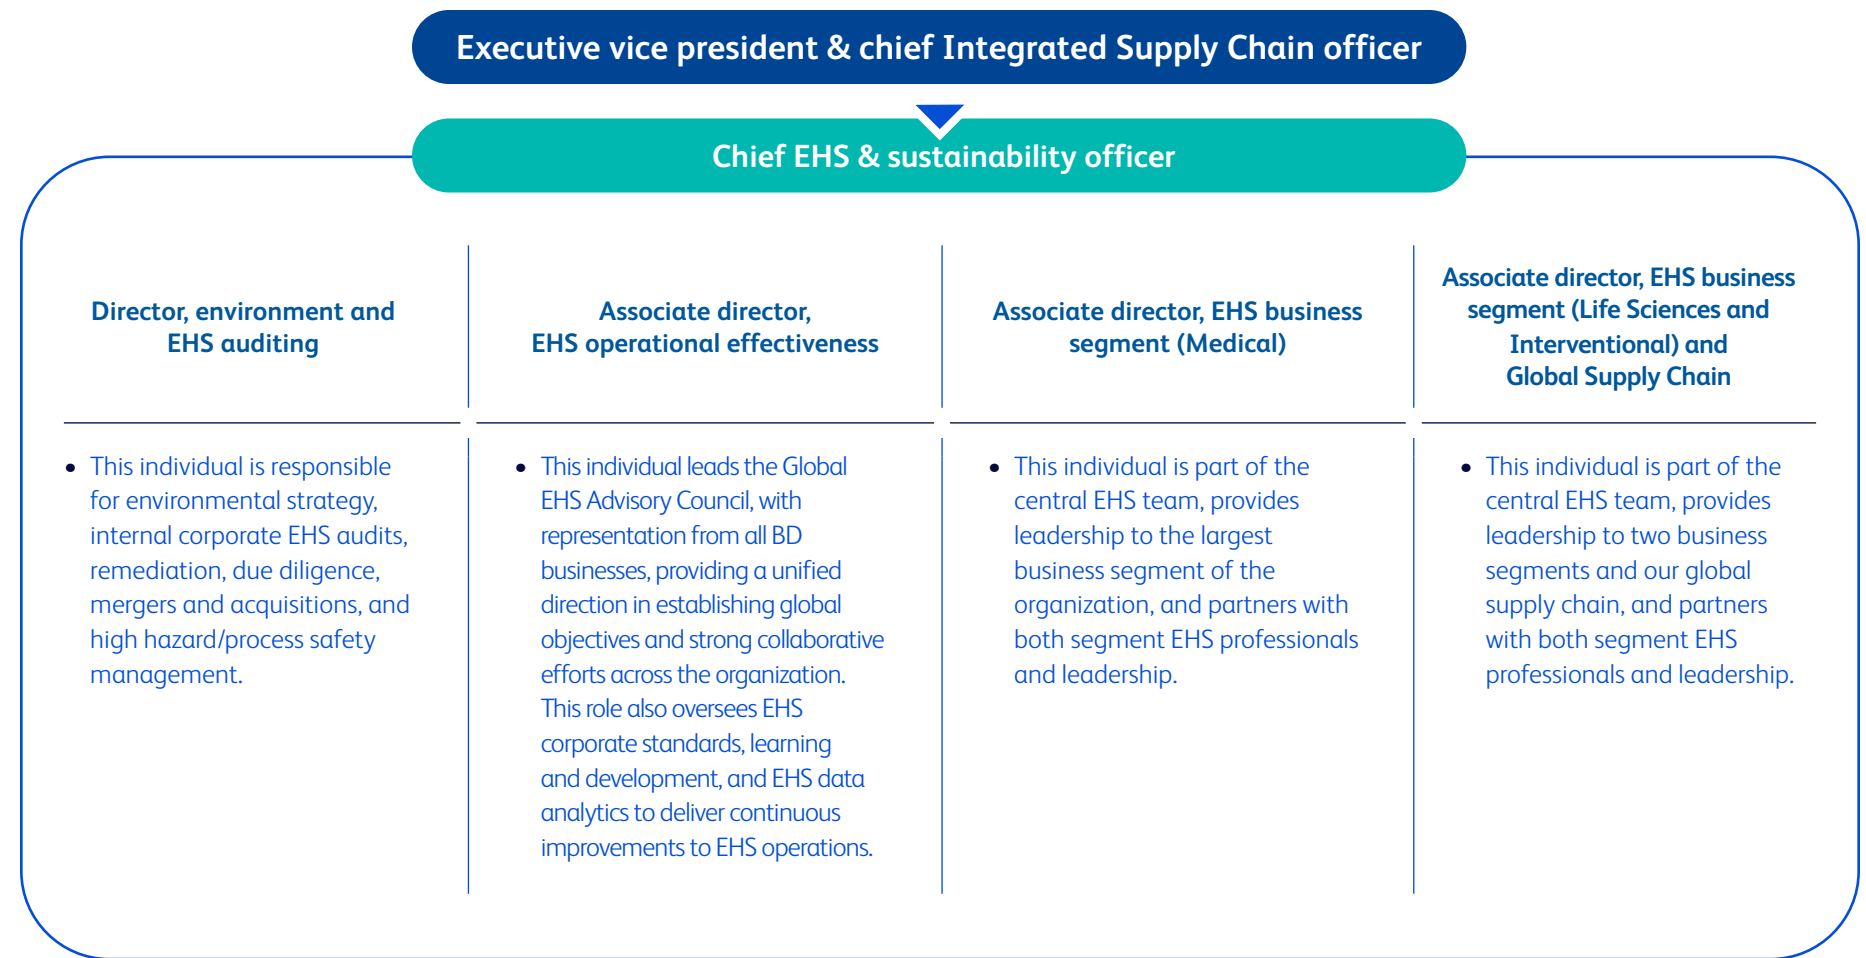 Executive vice president & chief Integrated Supply Chain officer
Chief EHS & sustainability officer
Director, environment and
EHS auditing
• This individual is responsible
for environmental strategy,
internal corporate EHS audits,
remediation, due diligence,
mergers and acquisitions, and
high hazard/process safety
management.
Associate director,
EHS operational effectiveness
• This individual leads the Global
EHS Advisory Council, with
representation from all BD
businesses, providing a unified
direction in establishing global
objectives and strong collaborative
efforts across the organization.
This role also oversees EHS
corporate standards, learning
and development, and EHS data
analytics to deliver continuous
improvements to EHS operations.
Associate director, EHS business
segment (Medical)
• This individual is part of the
central EHS team, provides
leadership to the largest
business segment of the
organization, and partners with
both segment EHS professionals
and leadership.
Associate director, EHS business
segment (Life Sciences and
Interventional) and
Global Supply Chain
• This individual is part of the
central EHS team, provides
leadership to two business
segments and our global
supply chain, and partners
with both segment EHS
professionals and leadership.